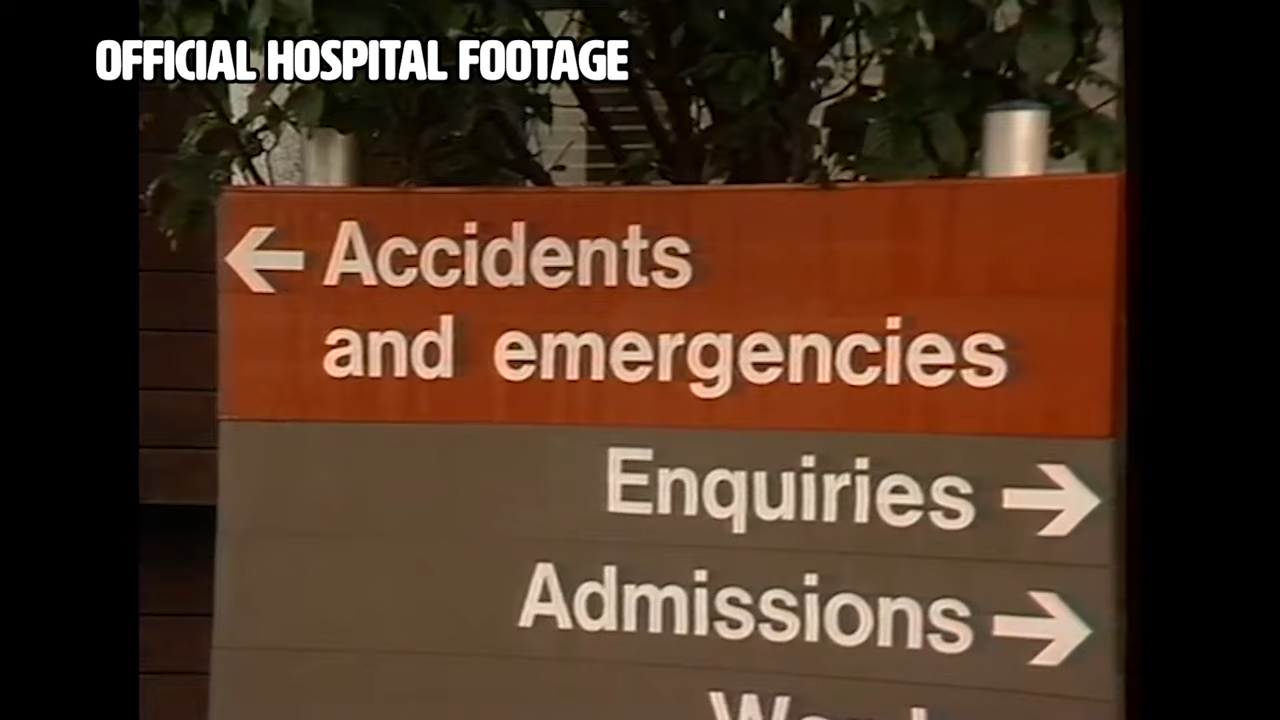 OFFICIAL HOSPITAL FOOTAGE
← Accidents
and emergencies
Enquiries →
Admissions →